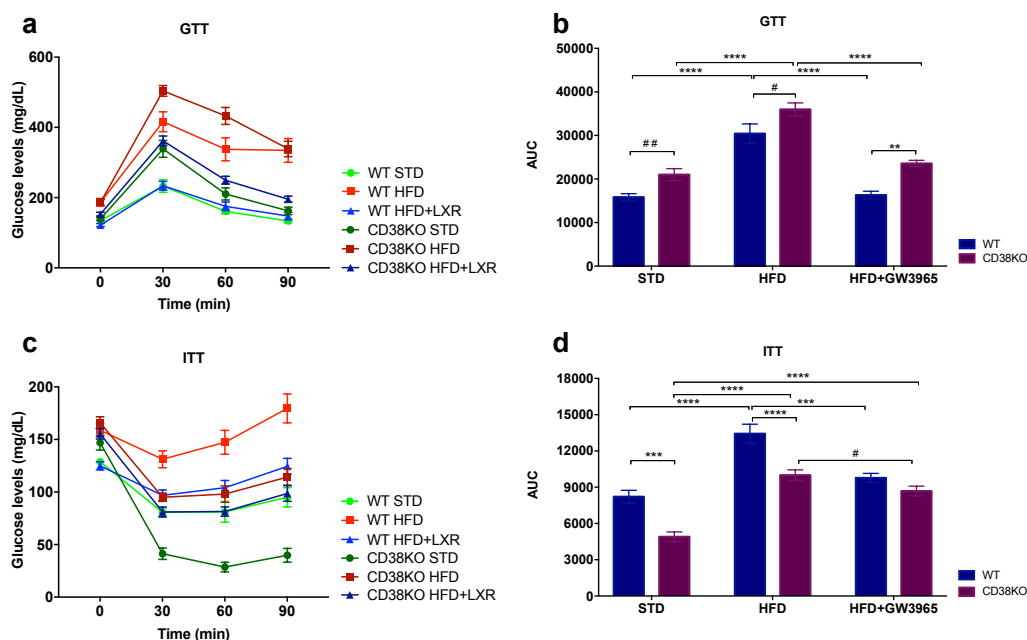 a
GTT
Glucose levels (mg/dL)
600
400
200
0
0 30 60 90
Time (min)
WT STD
WT HFD
WT HFD+LXR
CD38KO STD
CD38KO HFD
CD38KO HFD+LXR
b
GTT
AUC
50000
40000
30000
20000
10000
0
**** ****
**** ****
#
##
**
STD HFD HFD+GW3965
WT
CD38KO
c
ITT
Glucose levels (mg/dL)
200
150
100
50
0
0 30 60 90
Time (min)
WT STD
WT HFD
WT HFD+LXR
CD38KO STD
CD38KO HFD
CD38KO HFD+LXR
d
ITT
AUC
18000
15000
12000
9000
6000
3000
0
****
****
**** ***
****
#
***
STD HFD HFD+GW3965
WT
CD38KO